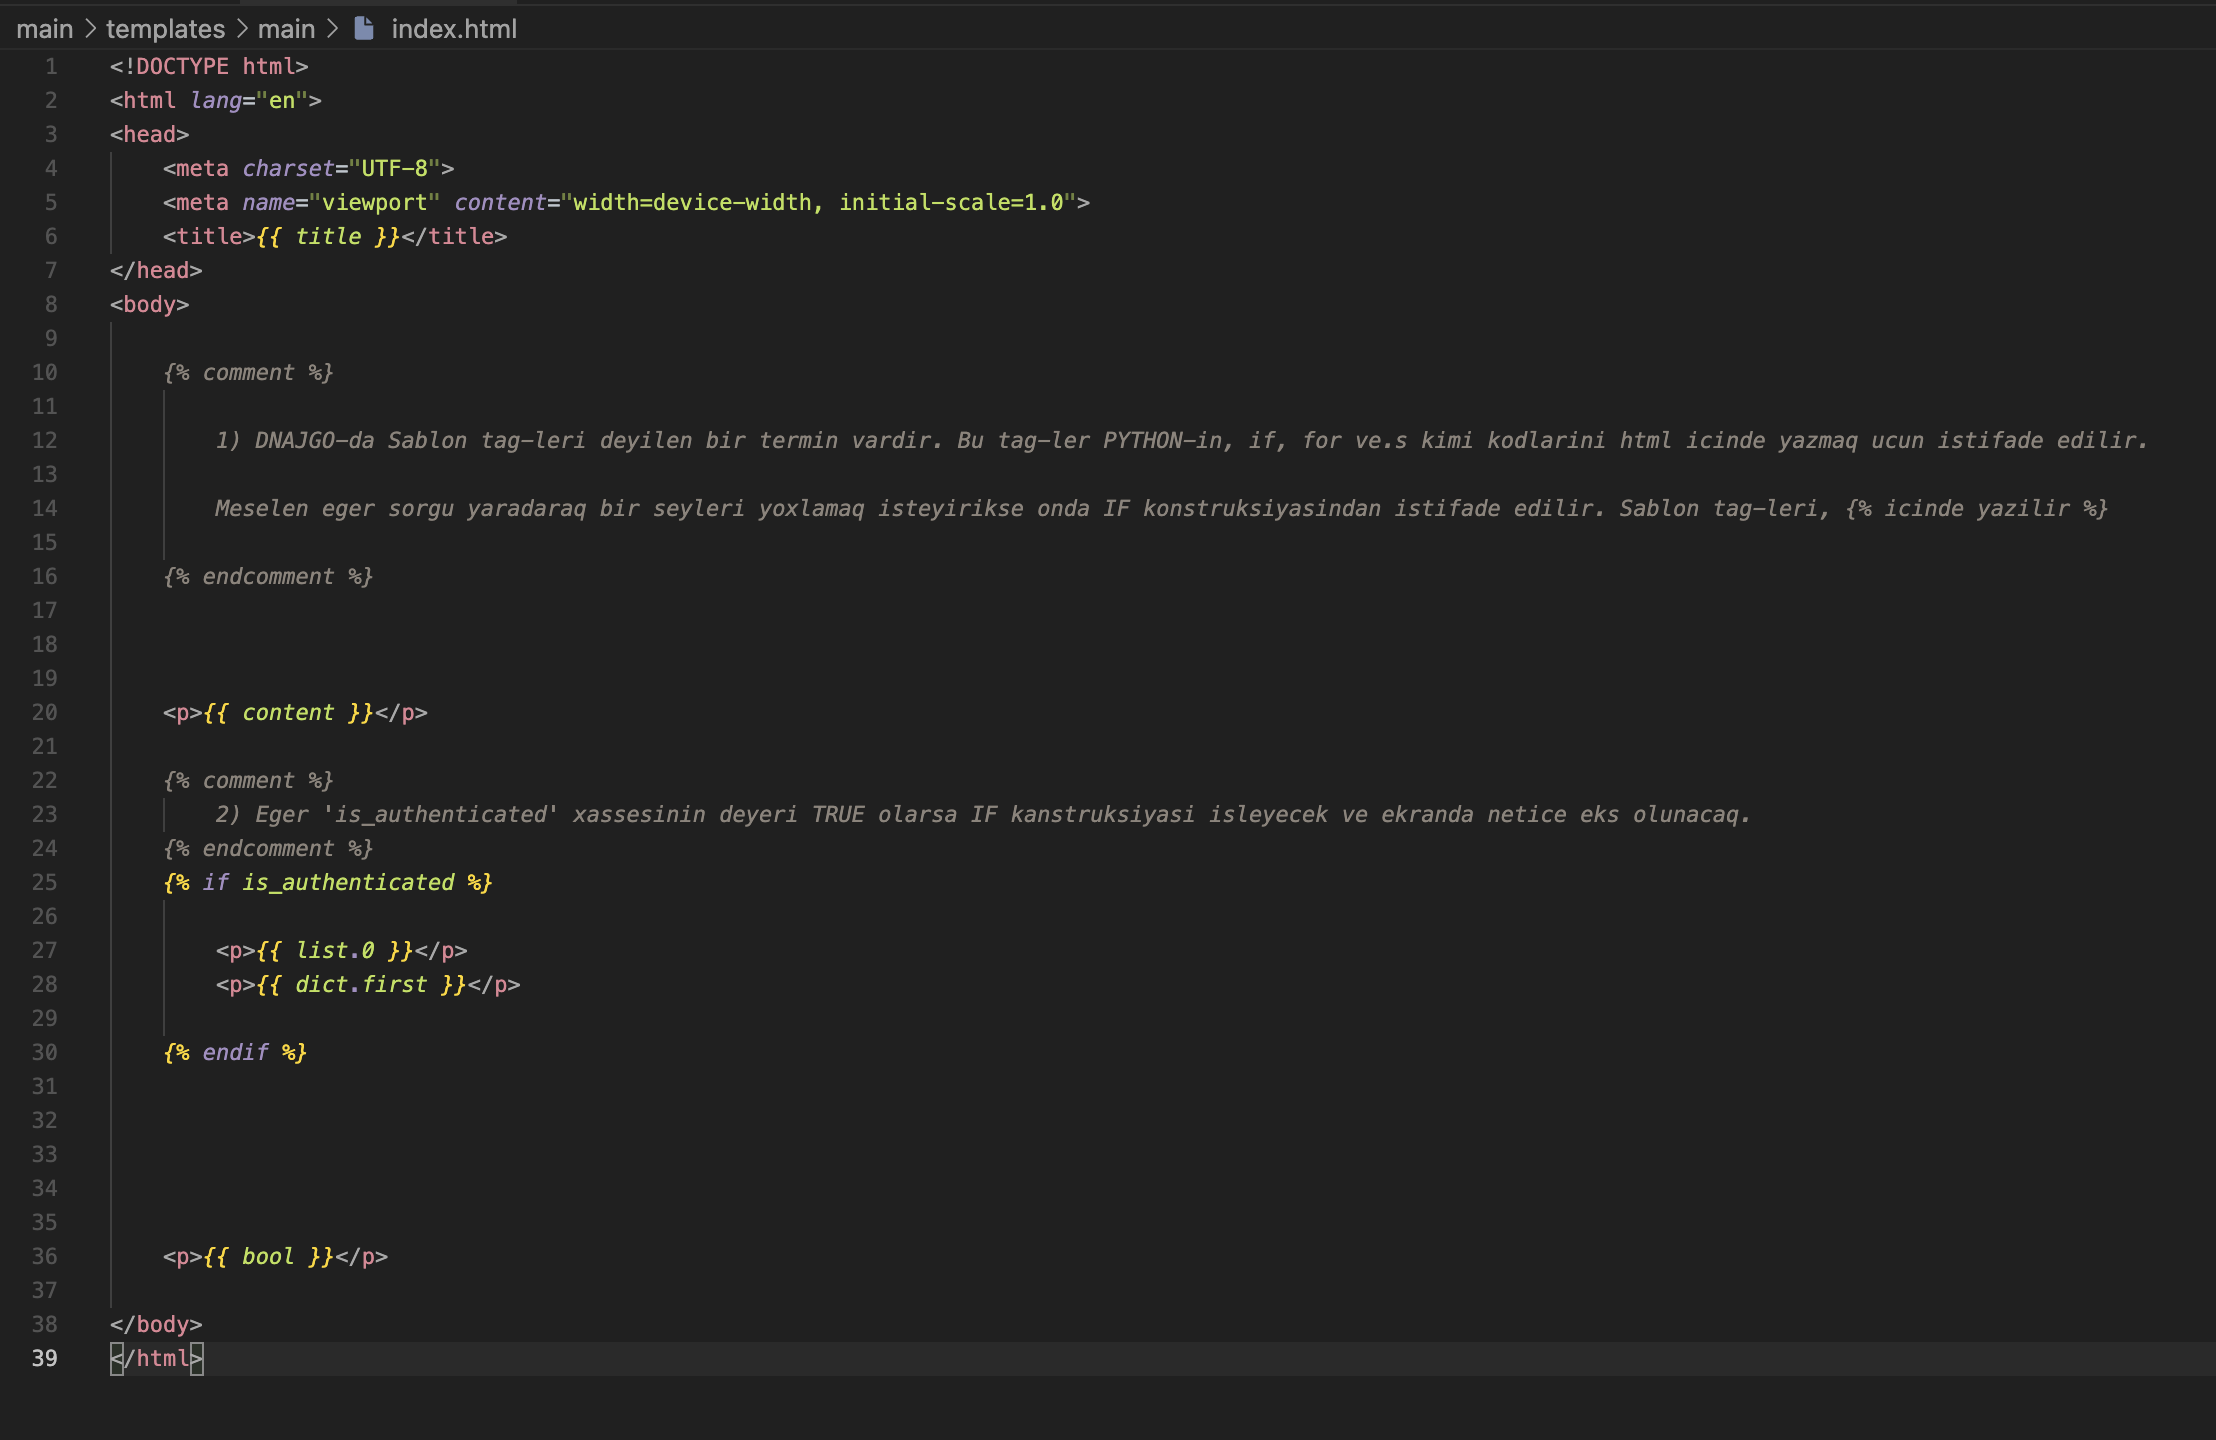 main > templates > main > index.html
1 <!DOCTYPE html>
2 <html lang="en">
3 <head>
4 <meta charset="UTF-8">
5 <meta name="viewport" content="width=device-width, initial-scale=1.0">
6 <title>{{ title }}</title>
7 </head>
8 <body>
9
10 {% comment %}
11
12 1) DNAJGO-da Sablon tag-leri deyilen bir termin vardir. Bu tag-ler PYTHON-in, if, for ve.s kimi kodlarini html icinde yazmaq ucun istifade edilir.
13
14 Meselen eger sorgu yaradaraq bir seyleri yoxlamaq isteyirikse onda IF konstruksiyasindan istifade edilir. Sablon tag-leri, {% icinde yazilir %}
15
16 {% endcomment %}
17
18
19
20 <p>{{ content }}</p>
21
22 {% comment %}
23 2) Eger 'is_authenticated' xassesinin deyeri TRUE olarsa IF kanstruksiyasi isleyecek ve ekranda netice eks olunacaq.
24 {% endcomment %}
25 {% if is_authenticated %}
26
27 <p>{{ list.0 }}</p>
28 <p>{{ dict.first }}</p>
29
30 {% endif %}
31
32
33
34
35
36 <p>{{ bool }}</p>
37
38 </body>
39 </html>